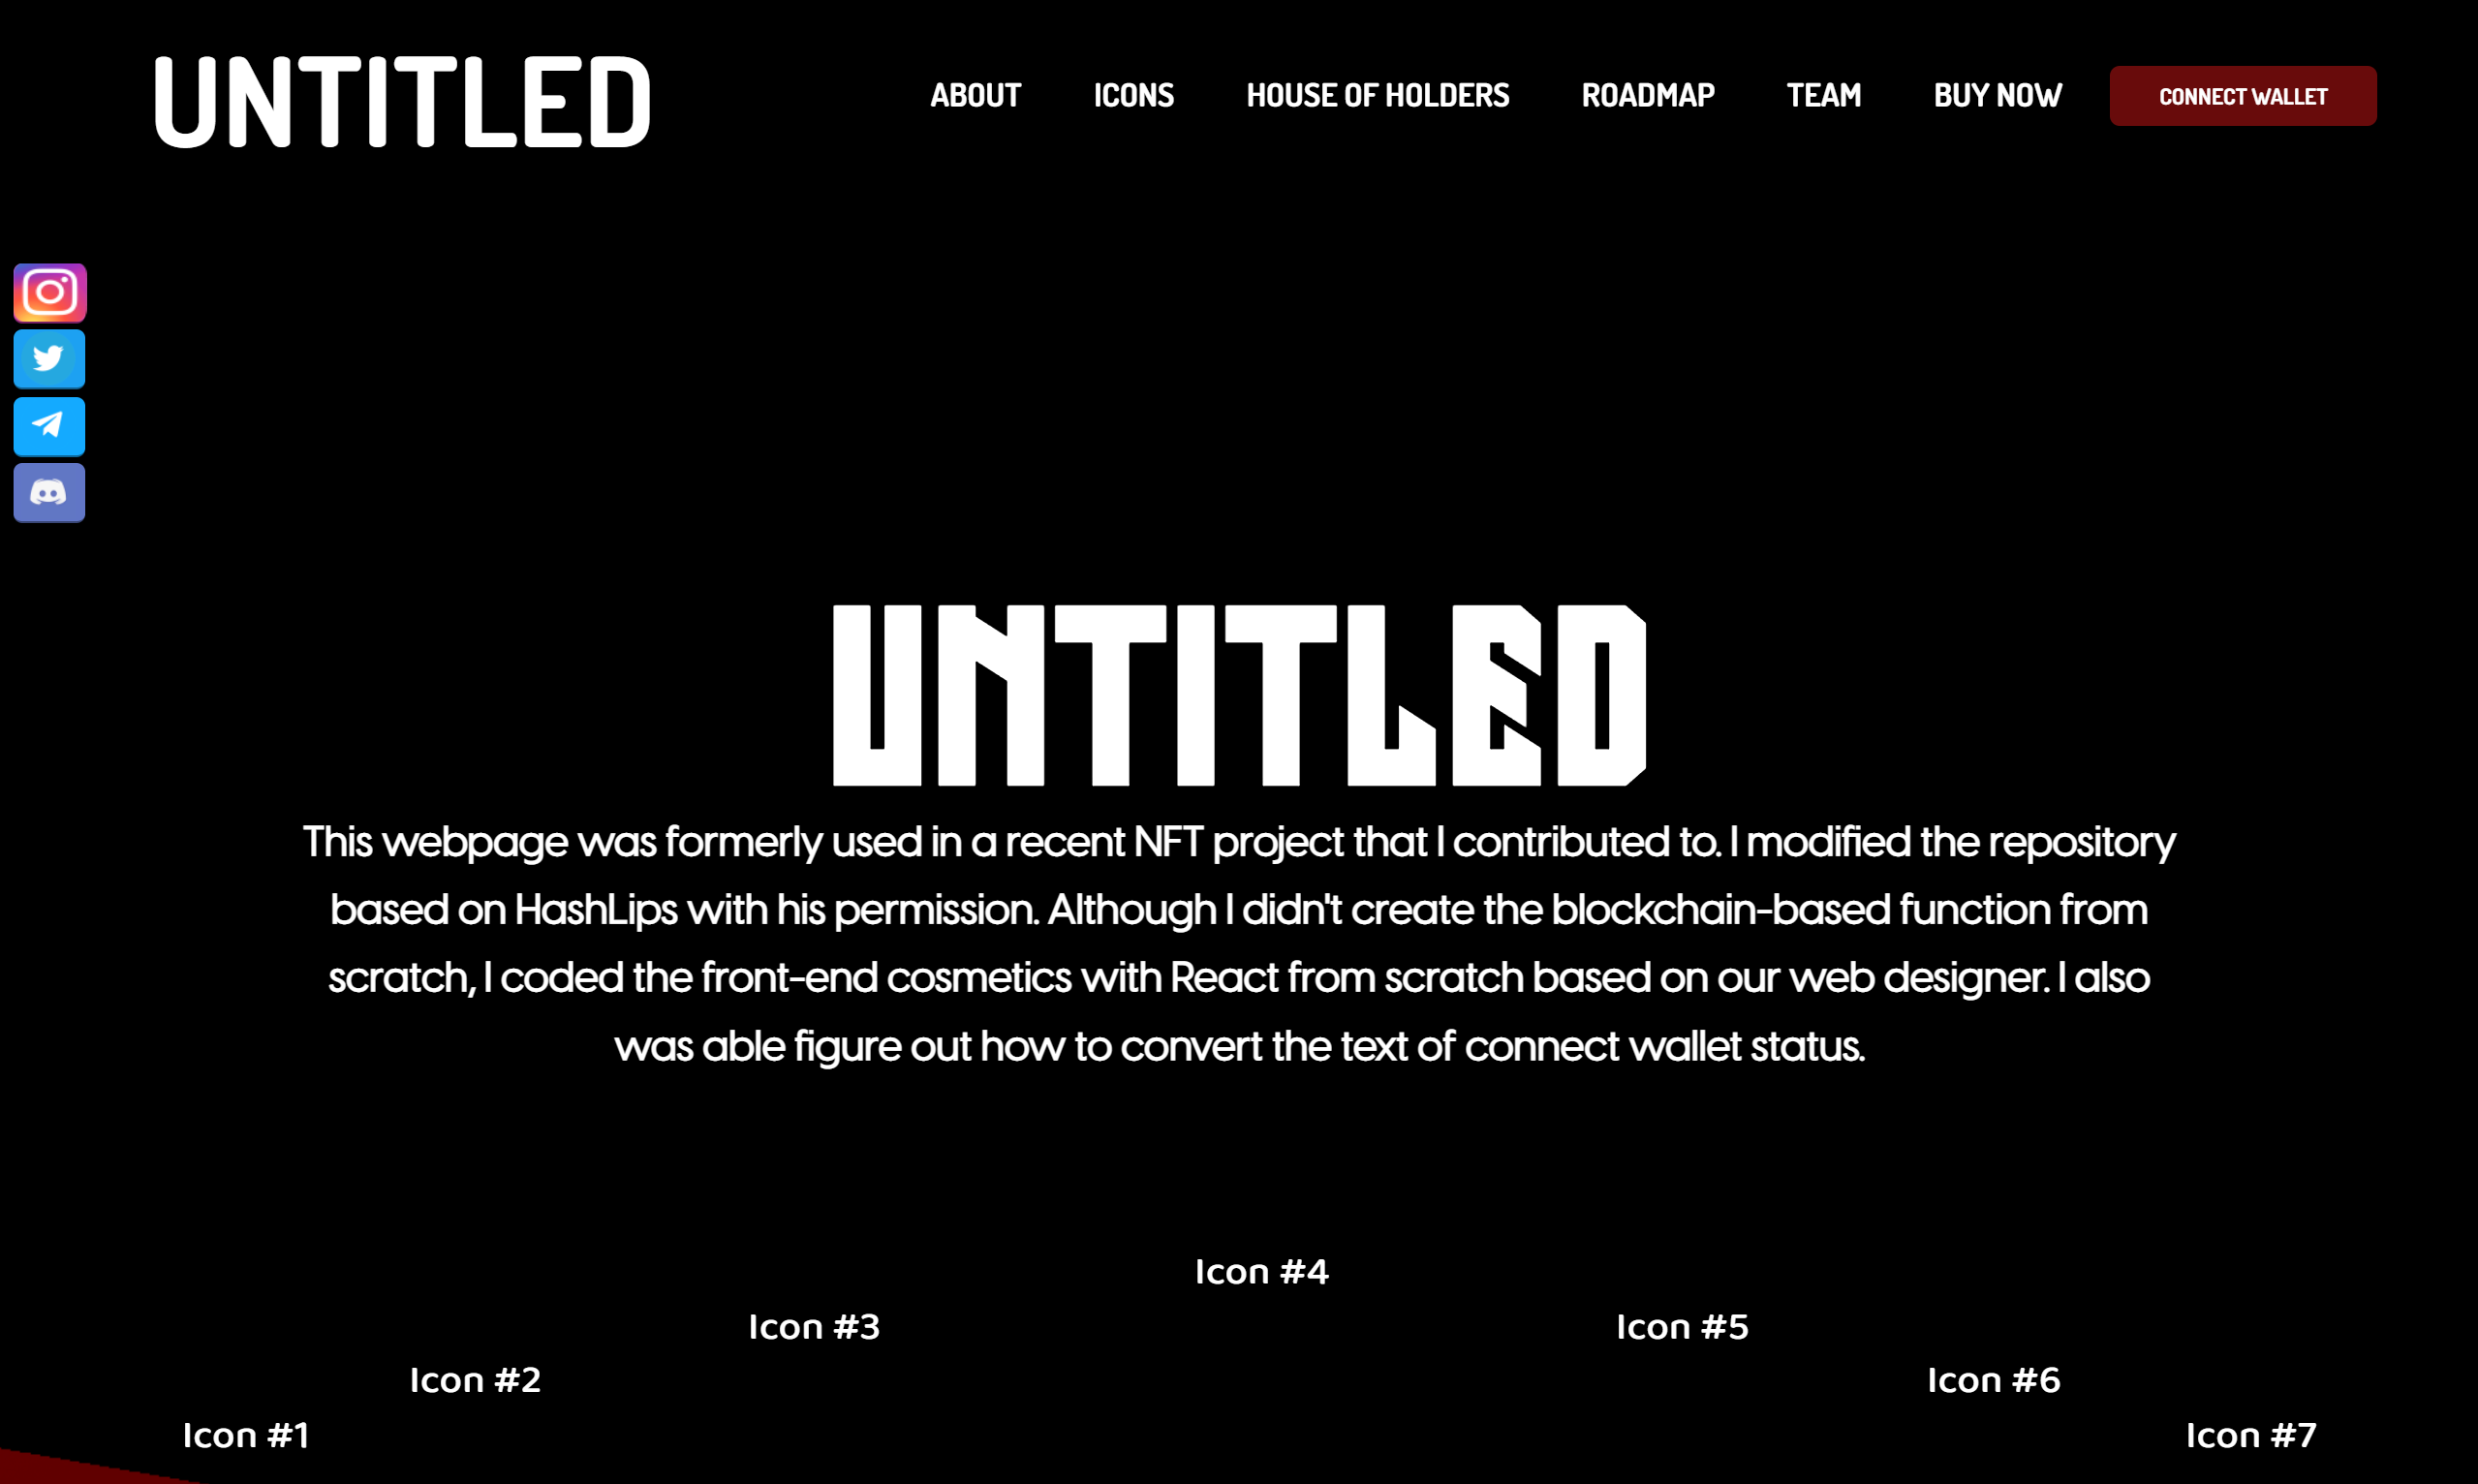 UNTITLED
ABOUT ICONS HOUSE OF HOLDERS ROADMAP TEAM BUY NOW CONNECT WALLET
UNTITLED
This webpage was formerly used in a recent NFT project that I contributed to. I modified the repository
based on HashLips with his permission. Although I didn't create the blockchain-based function from
scratch, I coded the front-end cosmetics with React from scratch based on our web designer. I also
was able figure out how to convert the text of connect wallet status.
Icon #4
Icon #3 Icon #5
Icon #2 Icon #6
Icon #1 Icon #7